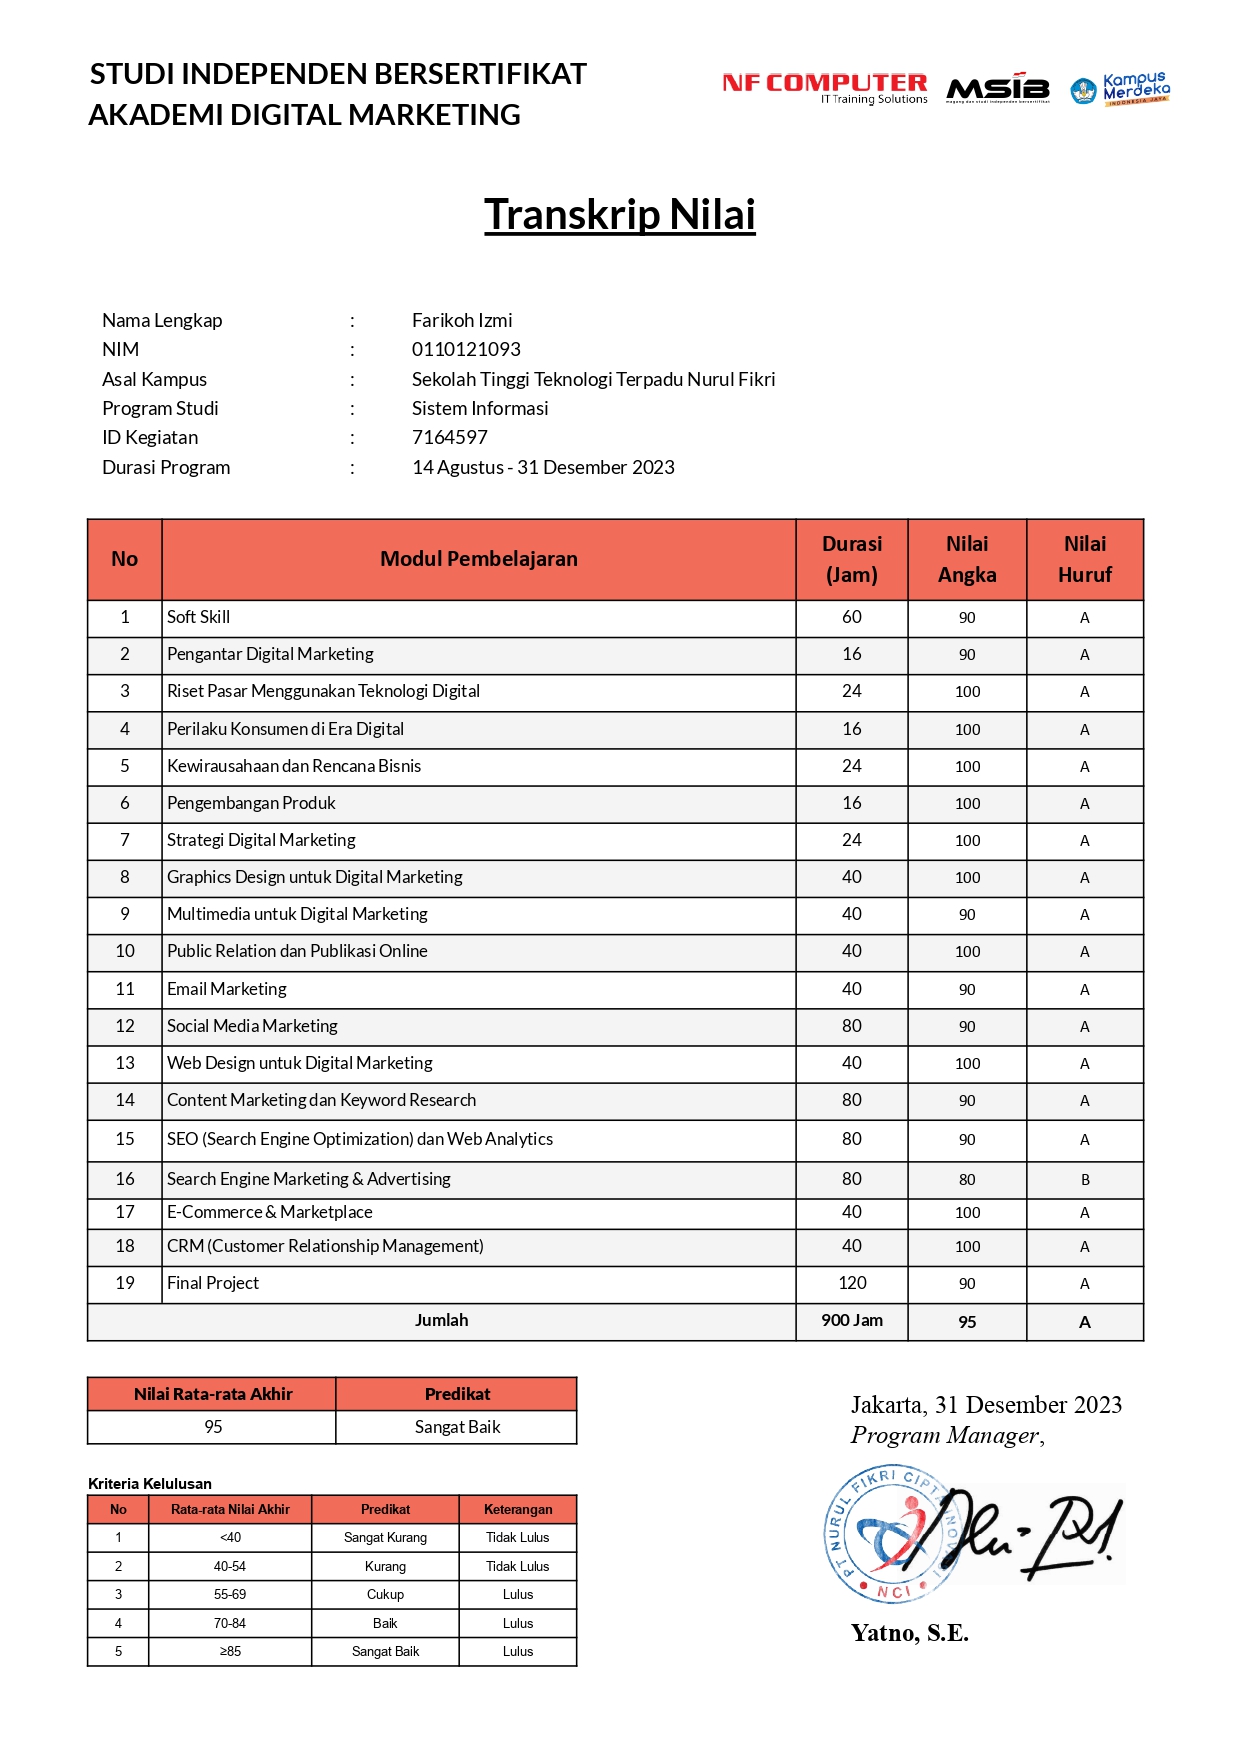 STUDI INDEPENDEN BERSERTIFIKAT
AKADEMI DIGITAL MARKETING
NF COMPUTER
IT Training Solutions
MSIB
magang dan studi independen bersertifikat
Kampus
Merdeka
INDONESIA JAYA
Transkrip Nilai
Nama Lengkap : Farikoh Izmi
NIM : 0110121093
Asal Kampus : Sekolah Tinggi Teknologi Terpadu Nurul Fikri
Program Studi : Sistem Informasi
ID Kegiatan : 7164597
Durasi Program : 14 Agustus - 31 Desember 2023
No Modul Pembelajaran Durasi (Jam) Nilai Angka Nilai Huruf
1 Soft Skill 60 90 A
2 Pengantar Digital Marketing 16 90 A
3 Riset Pasar Menggunakan Teknologi Digital 24 100 A
4 Perilaku Konsumen di Era Digital 16 100 A
5 Kewirausahaan dan Rencana Bisnis 24 100 A
6 Pengembangan Produk 16 100 A
7 Strategi Digital Marketing 24 100 A
8 Graphics Design untuk Digital Marketing 40 100 A
9 Multimedia untuk Digital Marketing 40 90 A
10 Public Relation dan Publikasi Online 40 100 A
11 Email Marketing 40 90 A
12 Social Media Marketing 80 90 A
13 Web Design untuk Digital Marketing 40 100 A
14 Content Marketing dan Keyword Research 80 90 A
15 SEO (Search Engine Optimization) dan Web Analytics 80 90 A
16 Search Engine Marketing & Advertising 80 80 B
17 E-Commerce & Marketplace 40 100 A
18 CRM (Customer Relationship Management) 40 100 A
19 Final Project 120 90 A
Jumlah 900 Jam 95 A
Nilai Rata-rata Akhir Predikat
95 Sangat Baik
Kriteria Kelulusan
No Rata-rata Nilai Akhir Predikat Keterangan
1 <40 Sangat Kurang Tidak Lulus
2 40-54 Kurang Tidak Lulus
3 55-69 Cukup Lulus
4 70-84 Baik Lulus
5 ≥85 Sangat Baik Lulus
Jakarta, 31 Desember 2023
Program Manager,
PT NURUL FIKRI CIPTA INOVASI
NCI
Yatno, S.E.